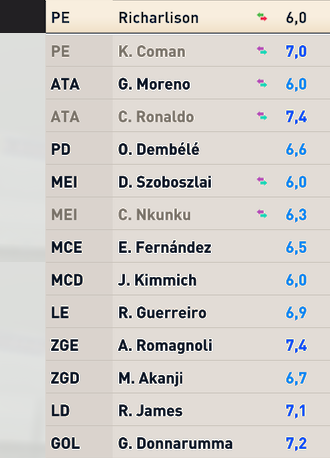 PE Richarlison 6,0
PE K. Coman 7,0
ATA G. Moreno 6,0
ATA C. Ronaldo 7,4
PD O. Dembélé 6,6
MEI D. Szoboszlai 6,0
MEI C. Nkunku 6,3
MCE E. Fernández 6,5
MCD J. Kimmich 6,0
LE R. Guerreiro 6,9
ZGE A. Romagnoli 7,4
ZGD M. Akanji 6,7
LD R. James 7,1
GOL G. Donnarumma 7,2